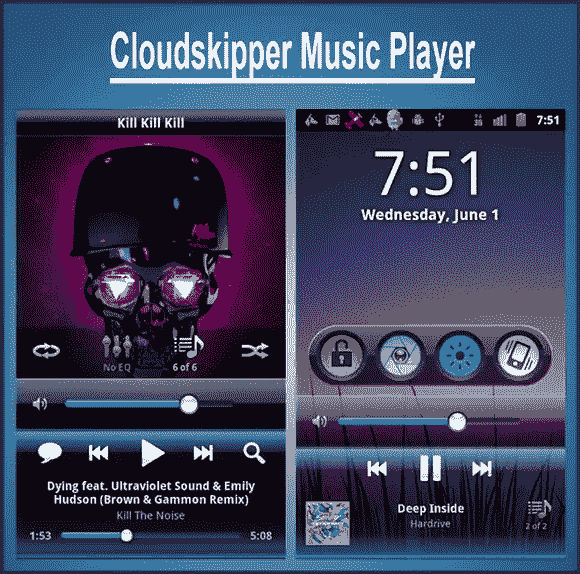 Cloudskipper Music Player
Kill Kill Kill
No EQ
6 of 6
Dying feat. Ultraviolet Sound & Emily
Hudson (Brown & Gammon Remix)
Kill The Noise
1:53
5:08
7:51
7:51
Wednesday, June 1
Deep Inside
Hardrive
2 of 2